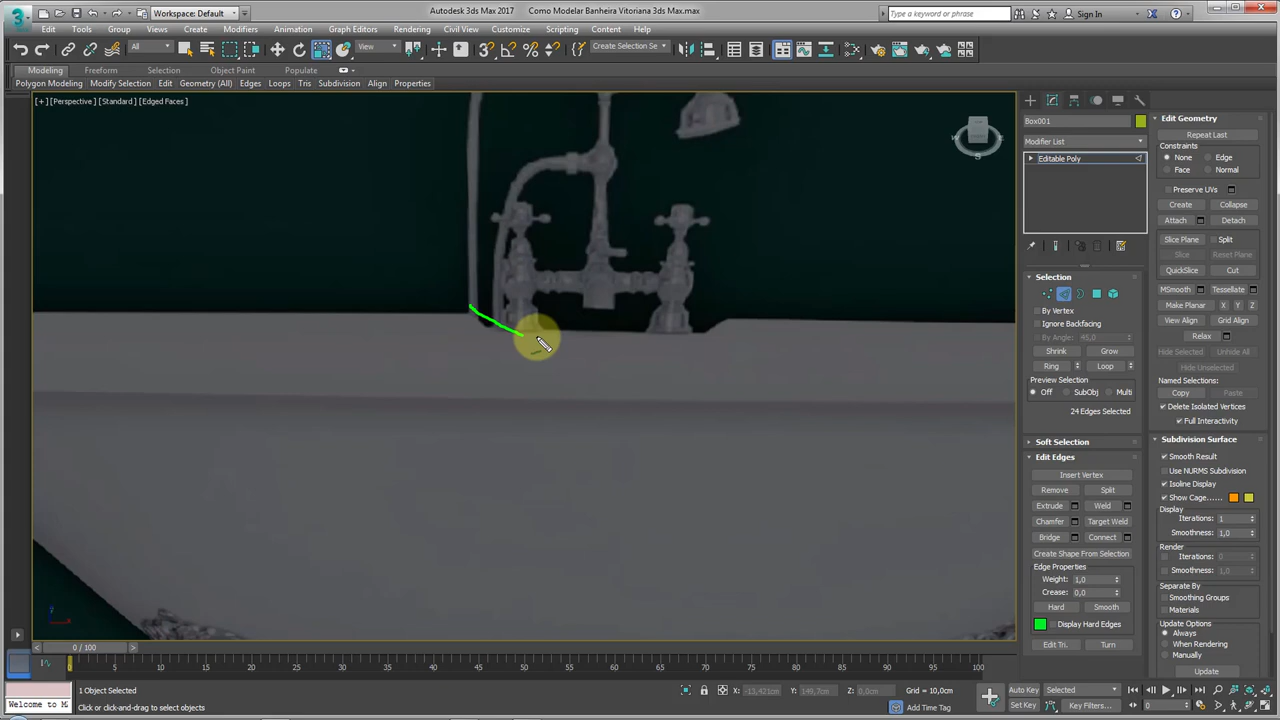 Workspace: Default
Autodesk 3ds Max 2017    Como Modelar Banheira Vitoriana 3ds Max.max
Type a keyword or phrase
Sign In
Edit Tools Group Views Create Modifiers Animation Graph Editors Rendering Civil View Customize Scripting Content Help
All View Create Selection Se
Modeling Freeform Selection Object Paint Populate
Polygon Modeling Modify Selection Edit Geometry (All) Edges Loops Tris Subdivision Align Properties
[+] [Perspective] [Standard] [Edged Faces]
Box001
Modifier List
Editable Poly
Selection
By Vertex
Ignore Backfacing
By Angle: 45,0
Shrink Grow
Ring Loop
Preview Selection
Off SubObj Multi
24 Edges Selected
Soft Selection
Edit Edges
Insert Vertex
Remove Split
Extrude Weld
Chamfer Target Weld
Bridge Connect
Create Shape From Selection
Edge Properties
Weight: 1,0
Crease: 0,0
Hard Smooth
Display Hard Edges
Edit Tri. Turn
Edit Geometry
Repeat Last
Constraints
None Edge
Face Normal
Preserve UVs
Create Collapse
Attach Detach
Slice Plane Split
Slice Reset Plane
QuickSlice Cut
MSmooth Tessellate
Make Planar X Y Z
View Align Grid Align
Relax
Hide Selected Unhide All
Hide Unselected
Named Selections:
Copy Paste
Delete Isolated Vertices
Full Interactivity
Subdivision Surface
Smooth Result
Use NURMS Subdivision
Isoline Display
Show Cage......
Display
Iterations: 1
Smoothness: 1,0
Render
Iterations: 0
Smoothness: 1,0
Separate By
Smoothing Groups
Materials
Update Options
Always
When Rendering
Manually
Update
0 / 100
0 5 10 15 20 25 30 35 40 45 50 55 60 65 70 75 80 85 90 95 100
1 Object Selected
X: -13,421cm Y: 149,7cm Z: 0,0cm Grid = 10,0cm
Auto Key Selected
Welcome to M
Click or click-and-drag to select objects
Add Time Tag
Set Key Key Filters... 0